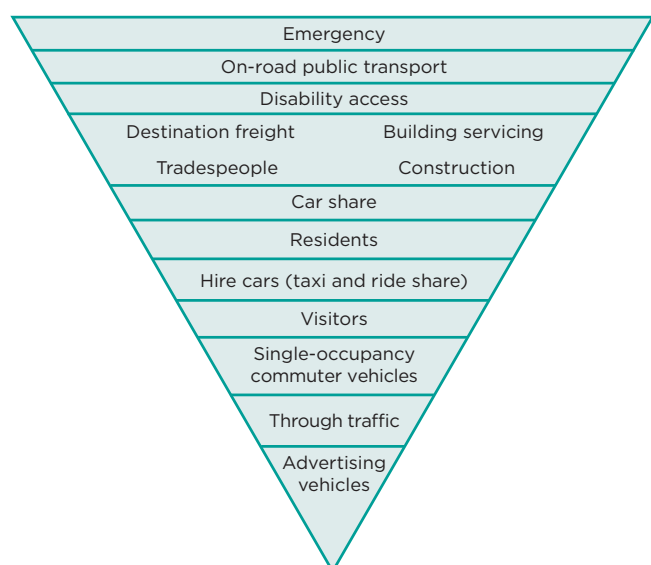 Emergency
On-road public transport
Disability access
Destination freight Building servicing
Tradespeople Construction
Car share
Residents
Hire cars (taxi and ride share)
Visitors
Single-occupancy
commuter vehicles
Through traffic
Advertising
vehicles